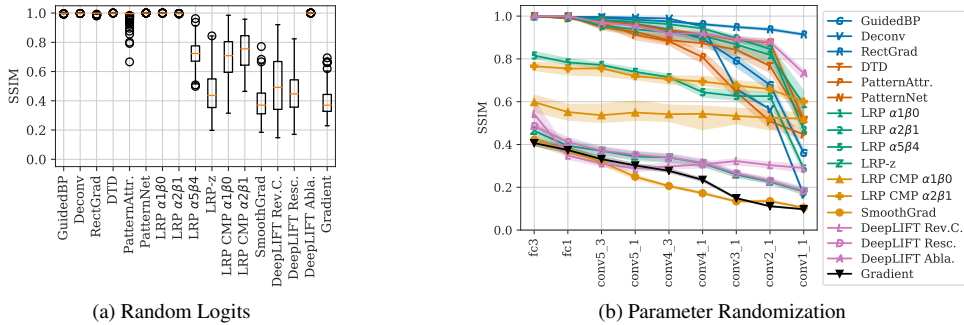 SSIM
1.0
0.8
0.6
0.4
0.2
0.0
GuidedBP
Deconv
RectGrad
DTD
PatternAttr.
PatternNet
LRP α1β0
LRP α2β1
LRP α5β4
LRP-z
LRP CMP α1β0
LRP CMP α2β1
SmoothGrad
DeepLIFT Rev.C.
DeepLIFT Resc.
DeepLIFT Abla.
Gradient
(a) Random Logits
SSIM
1.0
0.8
0.6
0.4
0.2
0.0
fc3
fc1
conv5_3
conv5_1
conv4_3
conv4_1
conv3_1
conv2_1
conv1_1
GuidedBP
Deconv
RectGrad
DTD
PatternAttr.
PatternNet
LRP α1β0
LRP α2β1
LRP α5β4
LRP-z
LRP CMP α1β0
LRP CMP α2β1
SmoothGrad
DeepLIFT Rev.C.
DeepLIFT Resc.
DeepLIFT Abla.
Gradient
(b) Parameter Randomization